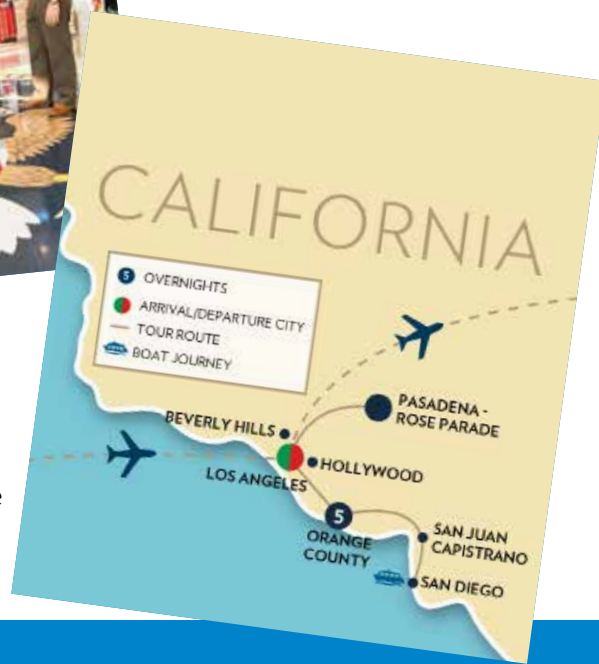 CALIFORNIA
5 OVERNIGHTS
ARRIVAL/DEPARTURE CITY
TOUR ROUTE
BOAT JOURNEY
PASADENA -
ROSE PARADE
BEVERLY HILLS
HOLLYWOOD
LOS ANGELES
5
ORANGE
COUNTY
SAN JUAN
CAPISTRANO
SAN DIEGO
e